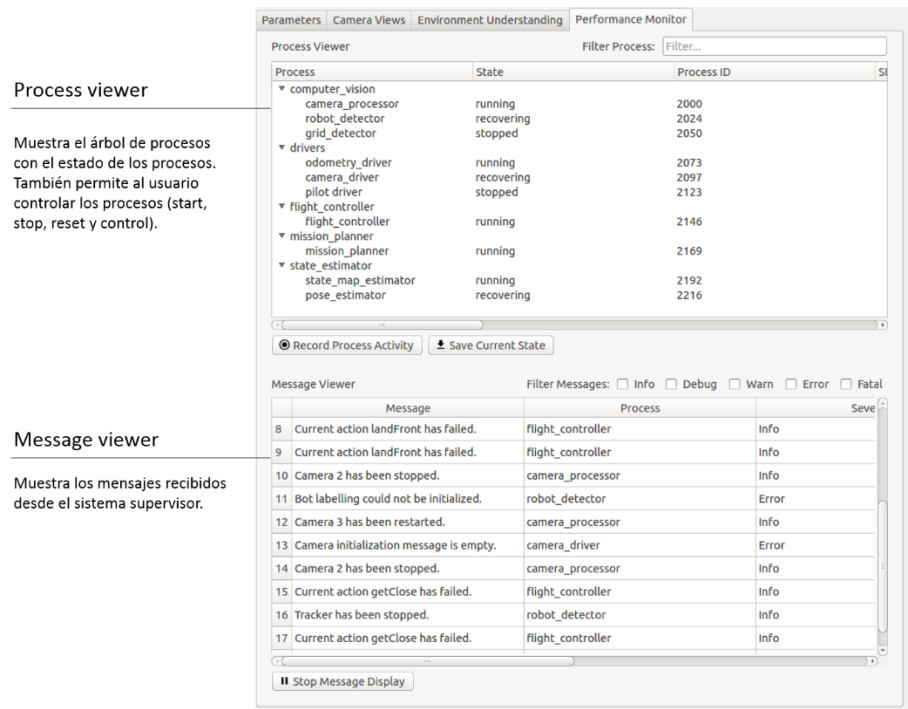 Parameters Camera Views Environment Understanding Performance Monitor
Process Viewer Filter Process: Filter...
Process State Process ID
computer_vision
camera_processor running 2000
robot_detector recovering 2024
grid_detector stopped 2050
drivers
odometry_driver running 2073
camera_driver recovering 2097
pilot driver stopped 2123
flight_controller
flight_controller running 2146
mission_planner
mission_planner running 2169
state_estimator
state_map_estimator running 2192
pose_estimator recovering 2216
Record Process Activity Save Current State
Process viewer
Muestra el árbol de procesos
con el estado de los procesos.
También permite al usuario
controlar los procesos (start,
stop, reset y control).
Message Viewer Filter Messages: Info Debug Warn Error Fatal
Message Process Seve
8 Current action landFront has failed. flight_controller Info
9 Current action landFront has failed. flight_controller Info
10 Camera 2 has been stopped. camera_processor Info
11 Bot labelling could not be initialized. robot_detector Error
12 Camera 3 has been restarted. camera_processor Info
13 Camera initialization message is empty. camera_driver Error
14 Camera 2 has been stopped. camera_processor Info
15 Current action getClose has failed. flight_controller Info
16 Tracker has been stopped. robot_detector Info
17 Current action getClose has failed. flight_controller Info
Stop Message Display
Message viewer
Muestra los mensajes recibidos
desde el sistema supervisor.